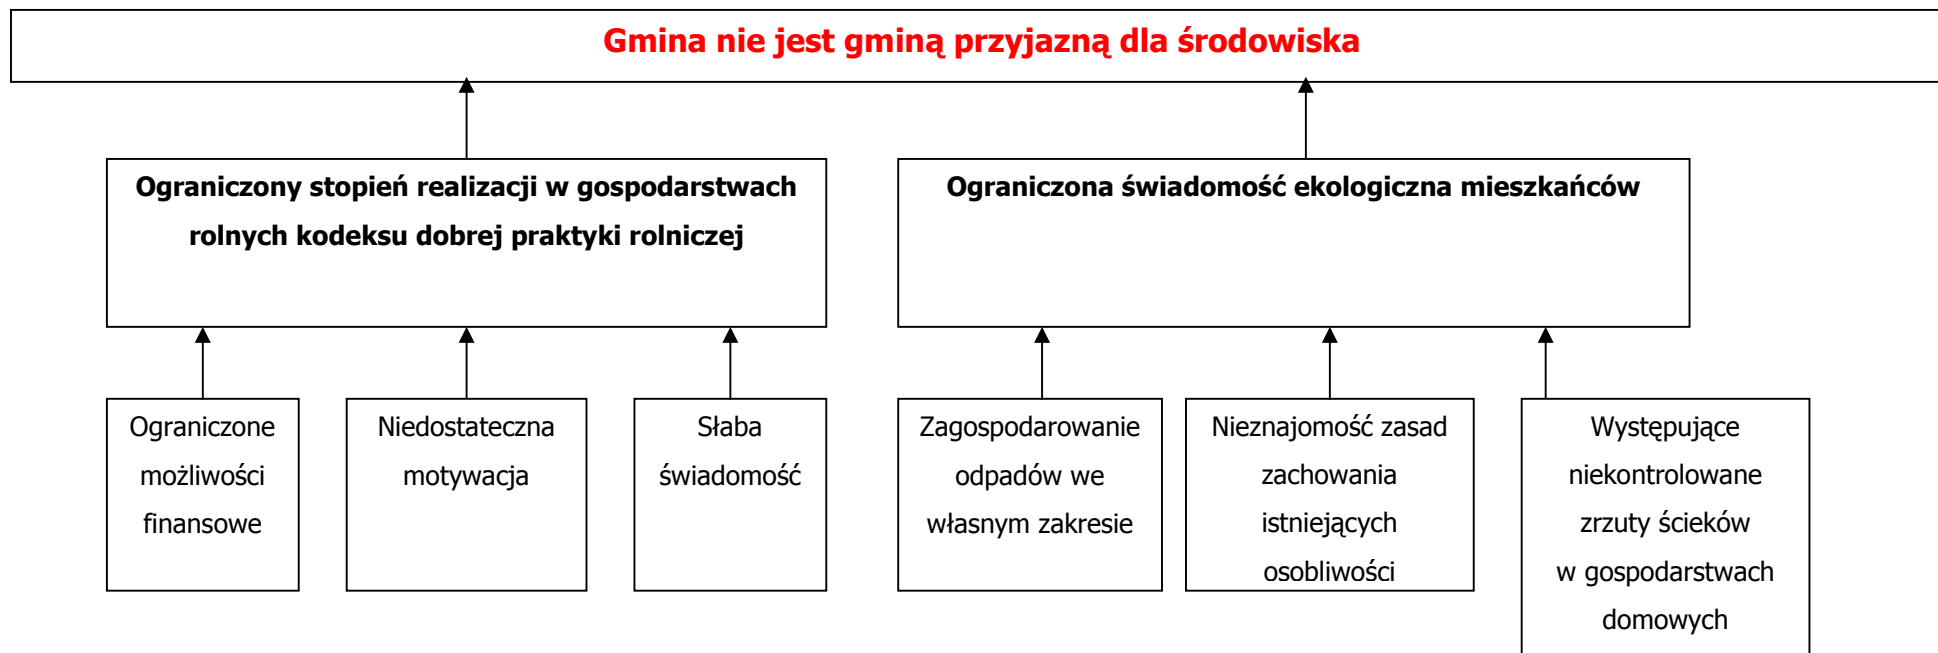 Gmina nie jest gminą przyjazną dla środowiska
Ograniczony stopień realizacji w gospodarstwach
rolnych kodeksu dobrej praktyki rolniczej
Ograniczona świadomość ekologiczna mieszkańców
Ograniczone
możliwości
finansowe
Niedostateczna
motywacja
Słaba
świadomość
Zagospodarowanie
odpadów we
własnym zakresie
Nieznajomość zasad
zachowania
istniejących
osobliwości
Występujące
niekontrolowane
zrzuty ścieków
w gospodarstwach
domowych